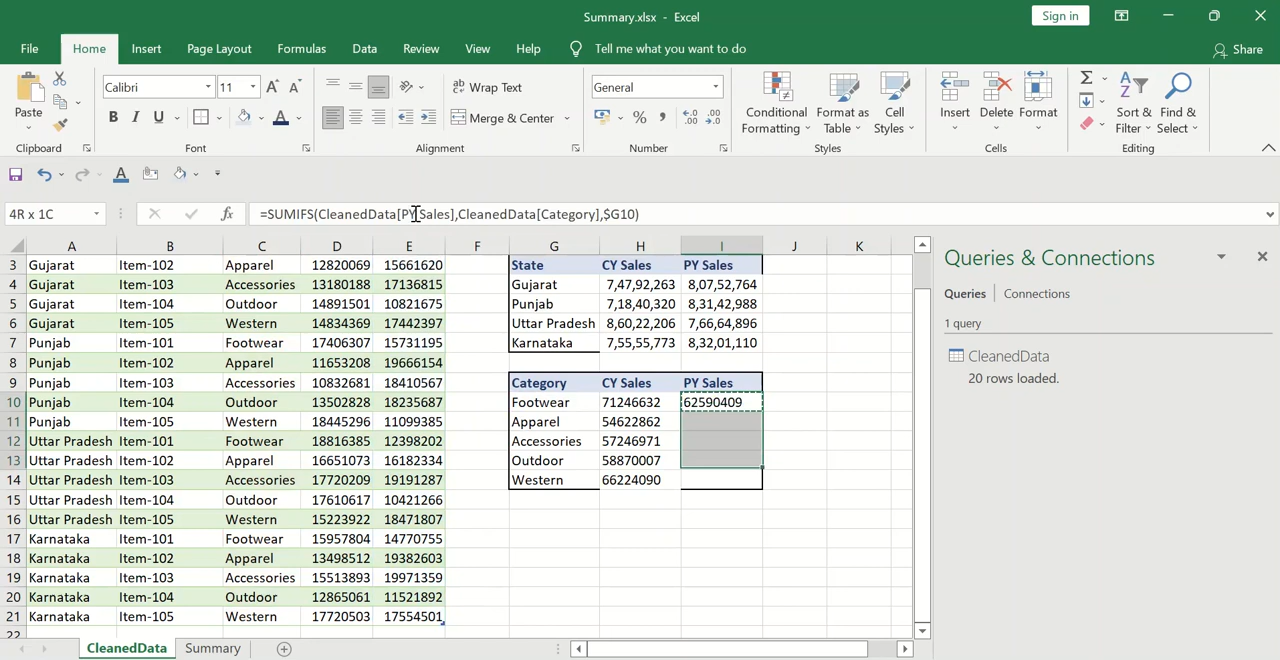 Summary.xlsx - Excel
Sign in
File Home Insert Page Layout Formulas Data Review View Help Tell me what you want to do Share
Paste
Calibri 11
B I U
Wrap Text
Merge & Center
General
Conditional Formatting
Format as Table
Cell Styles
Insert Delete Format
Sort & Filter
Find & Select
Clipboard Font Alignment Number Styles Cells Editing
4R x 1C fx =SUMIFS(CleanedData[PY Sales],CleanedData[Category],$G10)
A B C D E F G H I J K
3 Gujarat Item-102 Apparel 12820069 15661620 State CY Sales PY Sales
4 Gujarat Item-103 Accessories 13180188 17136815 Gujarat 7,47,92,263 8,07,52,764
5 Gujarat Item-104 Outdoor 14891501 10821675 Punjab 7,18,40,320 8,31,42,988
6 Gujarat Item-105 Western 14834369 17442397 Uttar Pradesh 8,60,22,206 7,66,64,896
7 Punjab Item-101 Footwear 17406307 15731195 Karnataka 7,55,55,773 8,32,01,110
8 Punjab Item-102 Apparel 11653208 19666154
9 Punjab Item-103 Accessories 10832681 18410567 Category CY Sales PY Sales
10 Punjab Item-104 Outdoor 13502828 18235687 Footwear 71246632 62590409
11 Punjab Item-105 Western 18445296 11099385 Apparel 54622862
12 Uttar Pradesh Item-101 Footwear 18816385 12398202 Accessories 57246971
13 Uttar Pradesh Item-102 Apparel 16651073 16182334 Outdoor 58870007
14 Uttar Pradesh Item-103 Accessories 17720209 19191287 Western 66224090
15 Uttar Pradesh Item-104 Outdoor 17610617 10421266
16 Uttar Pradesh Item-105 Western 15223922 18471807
17 Karnataka Item-101 Footwear 15957804 14770755
18 Karnataka Item-102 Apparel 13498512 19382603
19 Karnataka Item-103 Accessories 15513893 19971359
20 Karnataka Item-104 Outdoor 12865061 11521892
21 Karnataka Item-105 Western 17720503 17554501
22
CleanedData Summary
Queries & Connections
Queries Connections
1 query
CleanedData
20 rows loaded.